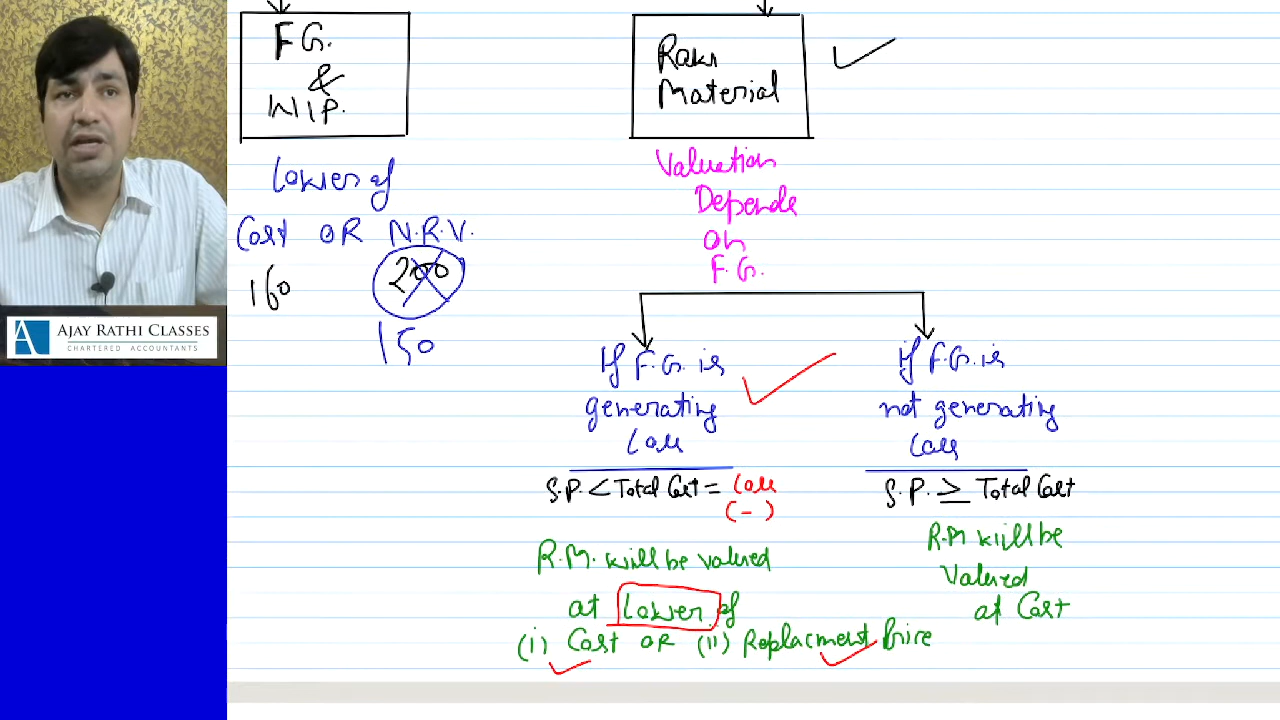 F G.
&
W I P.
Lower of
Cost OR N.R.V.
160
200
150
AJAY RATHI CLASSES
CHARTERED ACCOUNTANTS
Raw
Material
Valuation
Depends
on
F. G.
If F.G. is
generating
Loss
S.P. < Total Cost = Loss
(-)
R.M. will be valued
at Lower of
(i) Cost OR (ii) Replacment Price
if F.G. is
not generating
Loss
S.P. ≥ Total Cost
R.M will be
Valued
at Cost